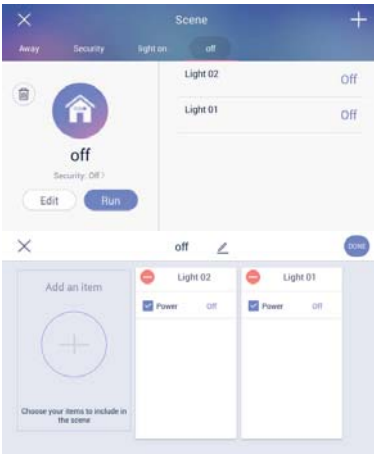 Scene
Away Security light on off
Light 02 Off
Light 01 Off
off
Security: Off >
Edit Run
off DONE
Add an item
Choose your items to include in
the scene
Light 02
Power Off
Light 01
Power Off